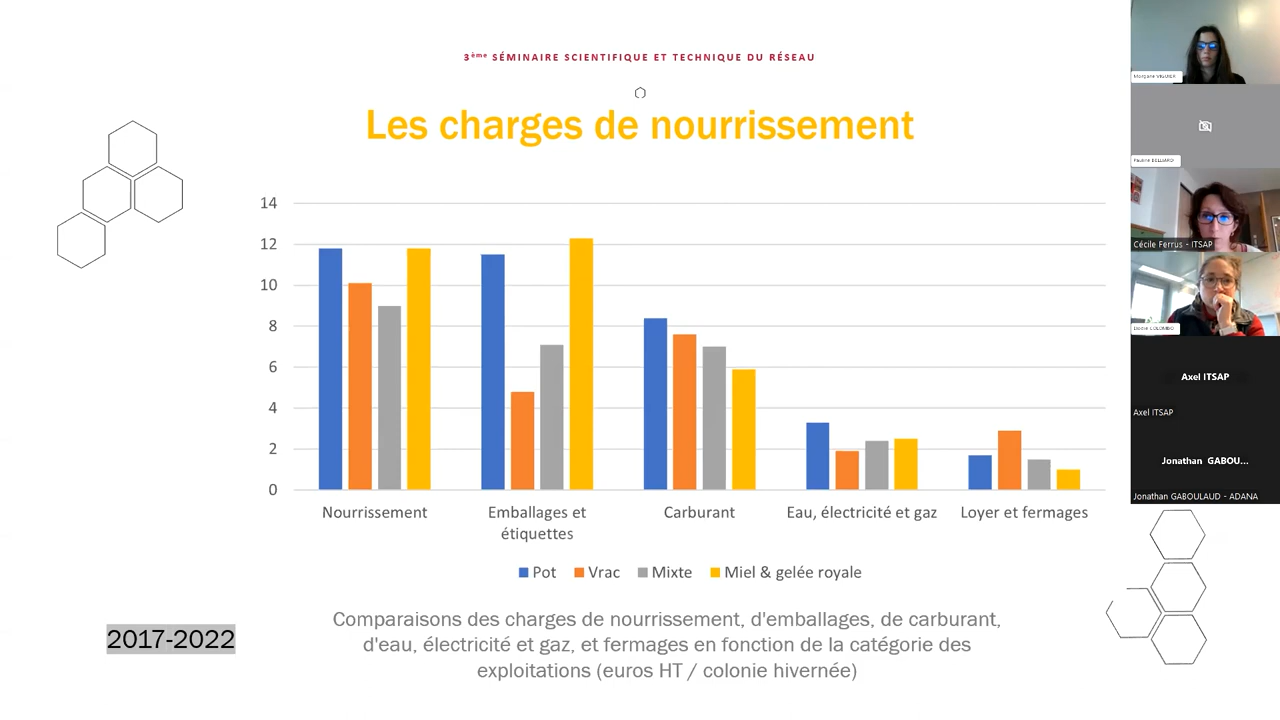 3ème SÉMINAIRE SCIENTIFIQUE ET TECHNIQUE DU RÉSEAU
Les charges de nourrissement
14
12
10
8
6
4
2
0
Nourrissement
Emballages et
étiquettes
Carburant
Eau, électricité et gaz
Loyer et fermages
Pot
Vrac
Mixte
Miel & gelée royale
2017-2022
Comparaisons des charges de nourrissement, d'emballages, de carburant,
d'eau, électricité et gaz, et fermages en fonction de la catégorie des
exploitations (euros HT / colonie hivernée)
Cécile Ferrus - ITSAP
Axel ITSAP
Axel ITSAP
Jonathan GABOU...
Jonathan GABOULAUD - ADANA